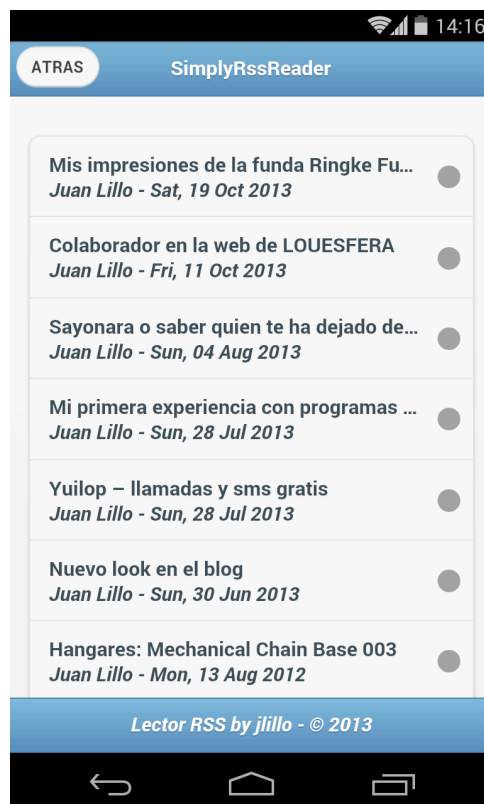 14:16
ATRAS
SimplyRssReader
Mis impresiones de la funda Ringke Fu...
Juan Lillo - Sat, 19 Oct 2013
Colaborador en la web de LOUESFERA
Juan Lillo - Fri, 11 Oct 2013
Sayonara o saber quien te ha dejado de...
Juan Lillo - Sun, 04 Aug 2013
Mi primera experiencia con programas ...
Juan Lillo - Sun, 28 Jul 2013
Yuilop – llamadas y sms gratis
Juan Lillo - Sun, 28 Jul 2013
Nuevo look en el blog
Juan Lillo - Sun, 30 Jun 2013
Hangares: Mechanical Chain Base 003
Juan Lillo - Mon, 13 Aug 2012
Lector RSS by jlillo - © 2013